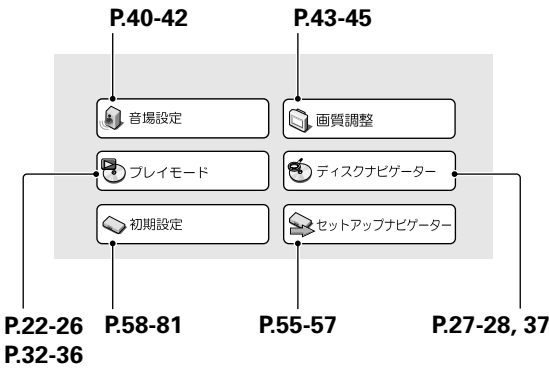 P.40-42
P.43-45
音場設定
画質調整
プレイモード
ディスクナビゲーター
初期設定
セットアップナビゲーター
P.22-26
P.58-81
P.55-57
P.27-28, 37
P.32-36